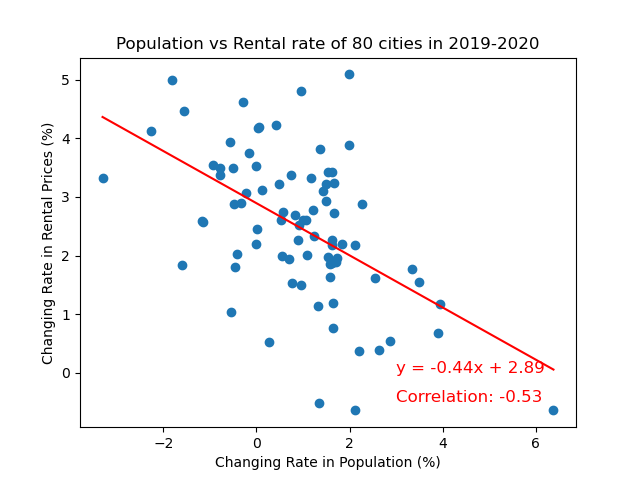 Population vs Rental rate of 80 cities in 2019-2020
Changing Rate in Rental Prices (%)
5
4
3
2
1
0
y = -0.44x + 2.89
Correlation: -0.53
−2
0
2
4
6
Changing Rate in Population (%)